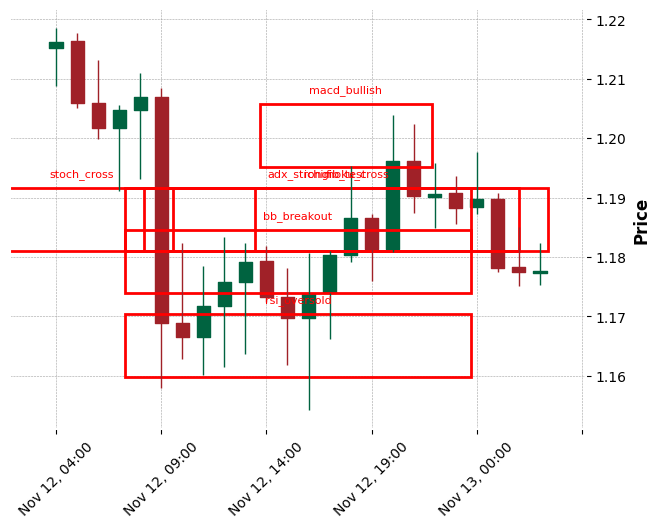 1.22
1.21
macd_bullish
1.20
stoch_cross
1.19
bb_breakout
1.18
1.17
1.16
Price
Nov 12, 04:00
Nov 12, 09:00
Nov 12, 14:00
Nov 12, 19:00
Nov 13, 00:00